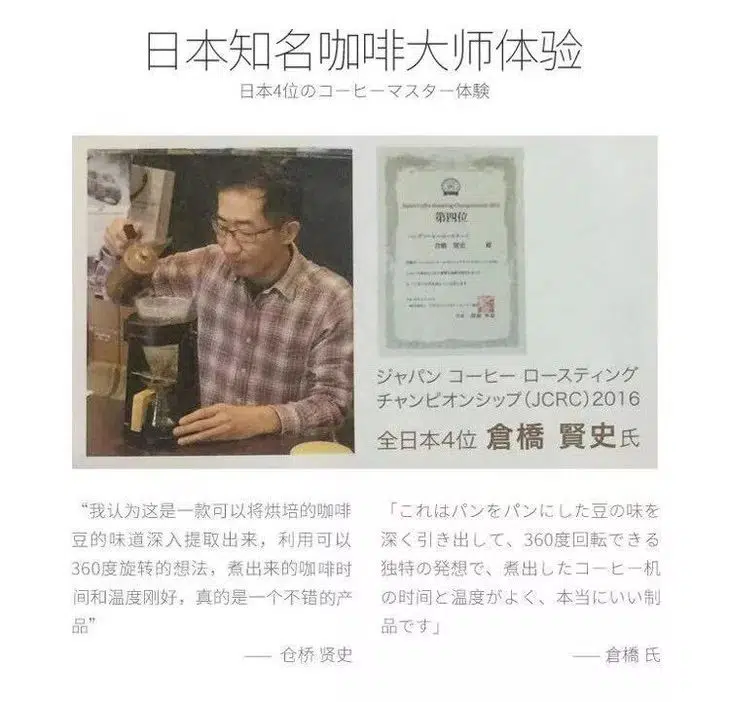 日本知名咖啡大师体验
日本4位のコーヒーマスター体験
第四位
ジャパン コーヒー ロースティング
チャンピオンシップ（JCRC）2016
全日本4位 倉橋 賢史氏
“我认为这是一款可以将烘培的咖啡
豆的味道深入提取出来，利用可以
360度旋转的想法，煮出来的咖啡时
间和温度刚好，真的是一个不错的产
品”
—— 仓桥 贤史
「これはパンをパンにした豆の味を
深く引き出して、360度回転できる
独特の発想で、煮出したコーヒー机
の時間と温度がよく、本当にいい制
品です」
—— 倉橋 氏